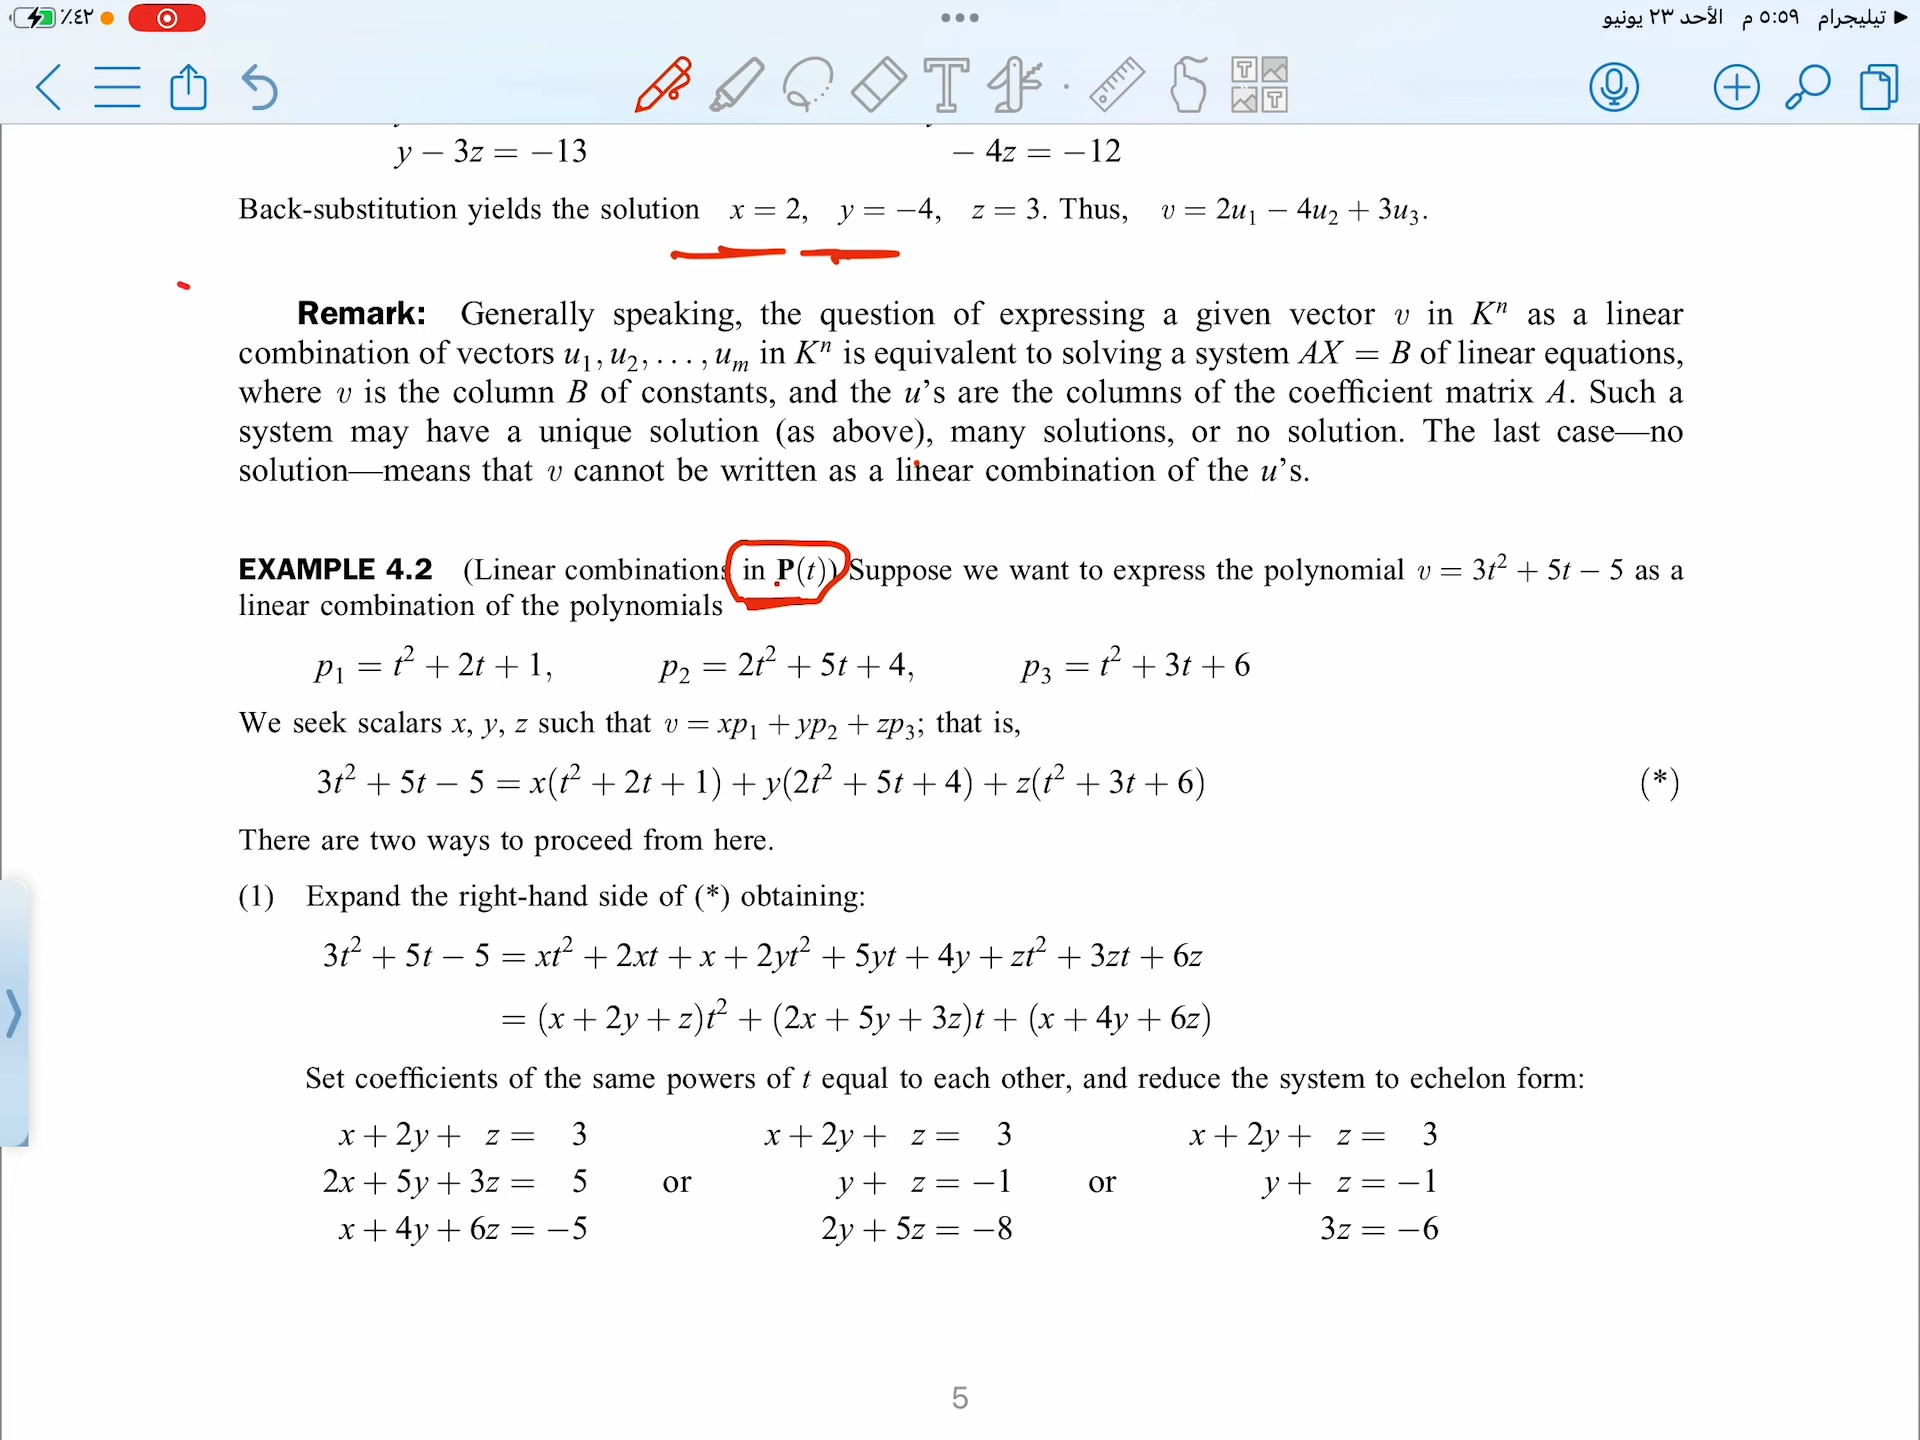 ٪٤٢
◀ تيليجرام ٥:٥٩ م الأحد ٢٣ يونيو
y − 3z = −13 − 4z = −12
Back-substitution yields the solution x = 2, y = −4, z = 3. Thus, v = 2u₁ − 4u₂ + 3u₃.
Remark: Generally speaking, the question of expressing a given vector v in Kⁿ as a linear
combination of vectors u₁, u₂, . . . , uₘ in Kⁿ is equivalent to solving a system AX = B of linear equations,
where v is the column B of constants, and the u's are the columns of the coefficient matrix A. Such a
system may have a unique solution (as above), many solutions, or no solution. The last case—no
solution—means that v cannot be written as a linear combination of the u's.
EXAMPLE 4.2 (Linear combinations in P(t)) Suppose we want to express the polynomial v = 3t² + 5t − 5 as a
linear combination of the polynomials
p₁ = t² + 2t + 1, p₂ = 2t² + 5t + 4, p₃ = t² + 3t + 6
We seek scalars x, y, z such that v = xp₁ + yp₂ + zp₃; that is,
3t² + 5t − 5 = x(t² + 2t + 1) + y(2t² + 5t + 4) + z(t² + 3t + 6) (*)
There are two ways to proceed from here.
(1) Expand the right-hand side of (*) obtaining:
3t² + 5t − 5 = xt² + 2xt + x + 2yt² + 5yt + 4y + zt² + 3zt + 6z
= (x + 2y + z)t² + (2x + 5y + 3z)t + (x + 4y + 6z)
Set coefficients of the same powers of t equal to each other, and reduce the system to echelon form:
x + 2y + z = 3 x + 2y + z = 3 x + 2y + z = 3
2x + 5y + 3z = 5 or y + z = −1 or y + z = −1
x + 4y + 6z = −5 2y + 5z = −8 3z = −6
5